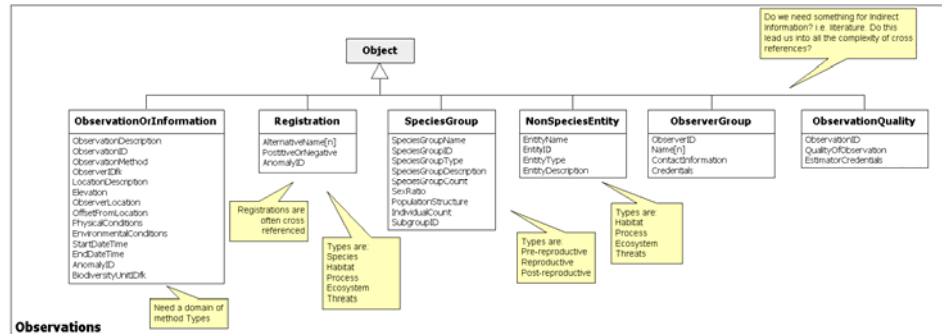 Do we need something for Indirect
Information? i.e. literature. Do this
lead us into all the complexity of cross
references?
Object
ObservationOrInformation
ObservationDescription
ObservationID
ObservationMethod
ObserverIDfk
LocationDescription
Elevation
ObserverLocation
OffsetFromLocation
PhysicalConditions
EnvironmentalConditions
StartDateTime
EndDateTime
AnomalyID
BiodiversityUnitIDfk
Registration
AlternativeName[n]
PostitiveOrNegative
AnomalyID
SpeciesGroup
SpeciesGroupName
SpeciesGroupID
SpeciesGroupType
SpeciesGroupDescription
SpeciesGroupCount
SexRatio
PopulationStructure
IndividualCount
SubgroupID
NonSpeciesEntity
EntityName
EntityID
EntityType
EntityDescription
ObserverGroup
ObserverID
Name[n]
ContactInformation
Credentials
ObservationQuality
ObservationID
QualityOfObservation
EstimatorCredentials
Registrations are
often cross
referenced
Types are:
Species
Habitat
Process
Ecosystem
Threats
Types are:
Pre-reproductive
Reproductive
Post-reproductive
Types are:
Habitat
Process
Ecosystem
Threats
Need a domain of
method Types
Observations